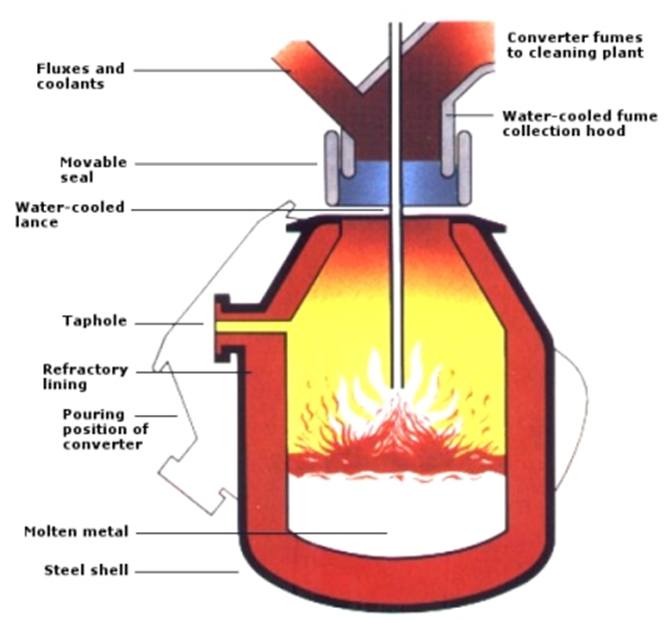 Fluxes and
coolants
Converter fumes
to cleaning plant
Water-cooled fume
collection hood
Movable
seal
Water-cooled
lance
Taphole
Refractory
lining
Pouring
position of
converter
Molten metal
Steel shell